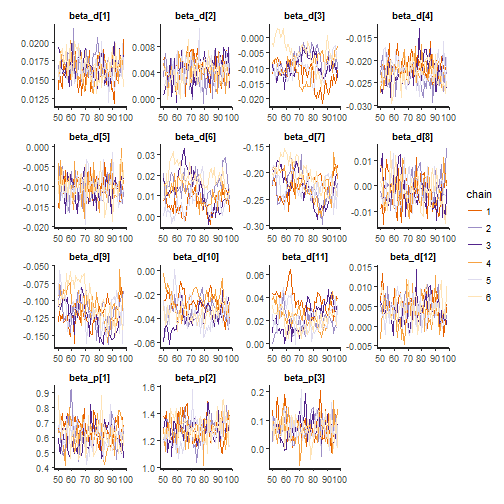 beta_d[1] beta_d[2] beta_d[3] beta_d[4]
0.0200 0.008 0.000 -0.015
0.0175 -0.005 -0.020
0.0150 0.004 -0.010 -0.025
0.0125 0.000 -0.015 -0.030
-0.020
50 60 70 80 90 100 50 60 70 80 90 100 50 60 70 80 90 100 50 60 70 80 90 100
beta_d[5] beta_d[6] beta_d[7] beta_d[8]
0.000 0.03 -0.15 0.01
-0.005 0.02 -0.20 0.00
-0.010 0.01 -0.25 -0.01
-0.015 0.00 -0.30
-0.020
50 60 70 80 90 100 50 60 70 80 90 100 50 60 70 80 90 100 50 60 70 80 90 100
chain
1
2
3
4
5
6
beta_d[9] beta_d[10] beta_d[11] beta_d[12]
-0.050 0.00 0.06 0.015
-0.075 -0.02 0.04 0.010
-0.100 -0.04 0.02 0.005
-0.125 -0.06 0.00 0.000
-0.150 -0.005
50 60 70 80 90 100 50 60 70 80 90 100 50 60 70 80 90 100 50 60 70 80 90 100
beta_p[1] beta_p[2] beta_p[3]
0.9 1.6 0.2
0.8 1.4 0.1
0.7 1.2 0.0
0.6 1.0
0.5
0.4
50 60 70 80 90 100 50 60 70 80 90 100 50 60 70 80 90 100